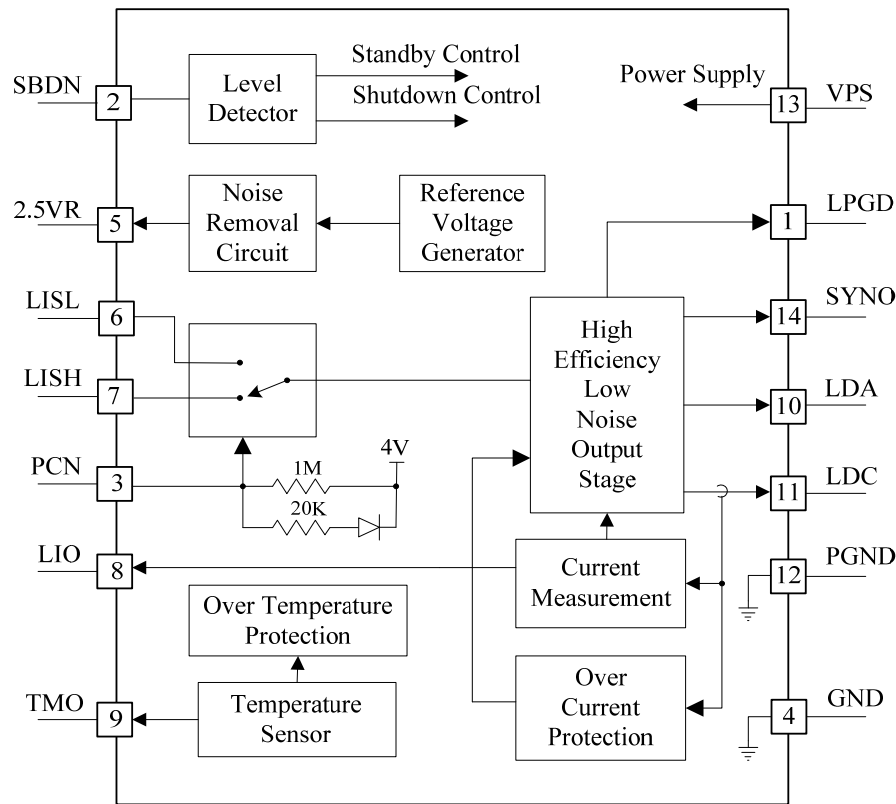 SBDN
2
Level
Detector
Standby Control
Shutdown Control
Power Supply
13
VPS
2.5VR
5
Noise
Removal
Circuit
Reference
Voltage
Generator
1
LPGD
LISL
6
High
Efficiency
Low
Noise
Output
Stage
14
SYNO
LISH
7
10
LDA
PCN
3
1M
4V
20K
11
LDC
LIO
8
Current
Measurement
12
PGND
Over Temperature
Protection
TMO
9
Temperature
Sensor
Over
Current
Protection
4
GND